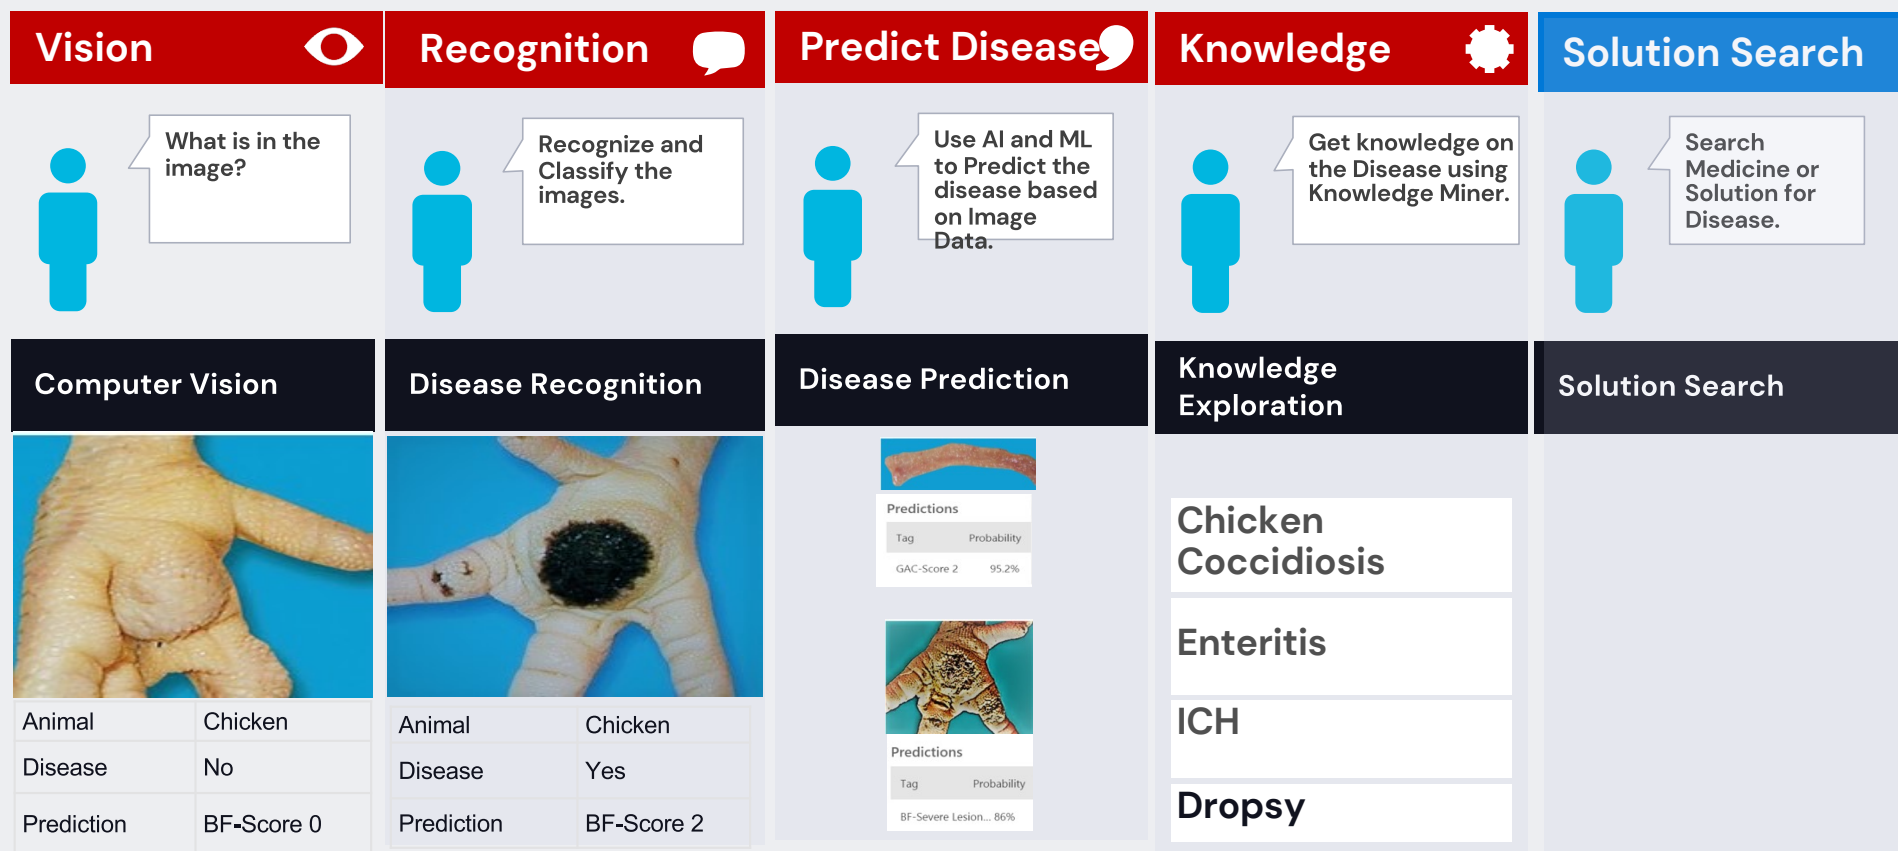 Vision
What is in the
image?
Computer Vision
Animal Chicken
Disease No
Prediction BF-Score 0
Recognition
Recognize and
Classify the
images.
Disease Recognition
Animal Chicken
Disease Yes
Prediction BF-Score 2
Predict Disease
Use AI and ML
to Predict the
disease based
on Image
Data.
Disease Prediction
Predictions
Tag Probability
GAC-Score 2 95.2%
Predictions
Tag Probability
BF-Severe Lesion... 86%
Knowledge
Get knowledge on
the Disease using
Knowledge Miner.
Knowledge
Exploration
Chicken
Coccidiosis
Enteritis
ICH
Dropsy
Solution Search
Search
Medicine or
Solution for
Disease.
Solution Search